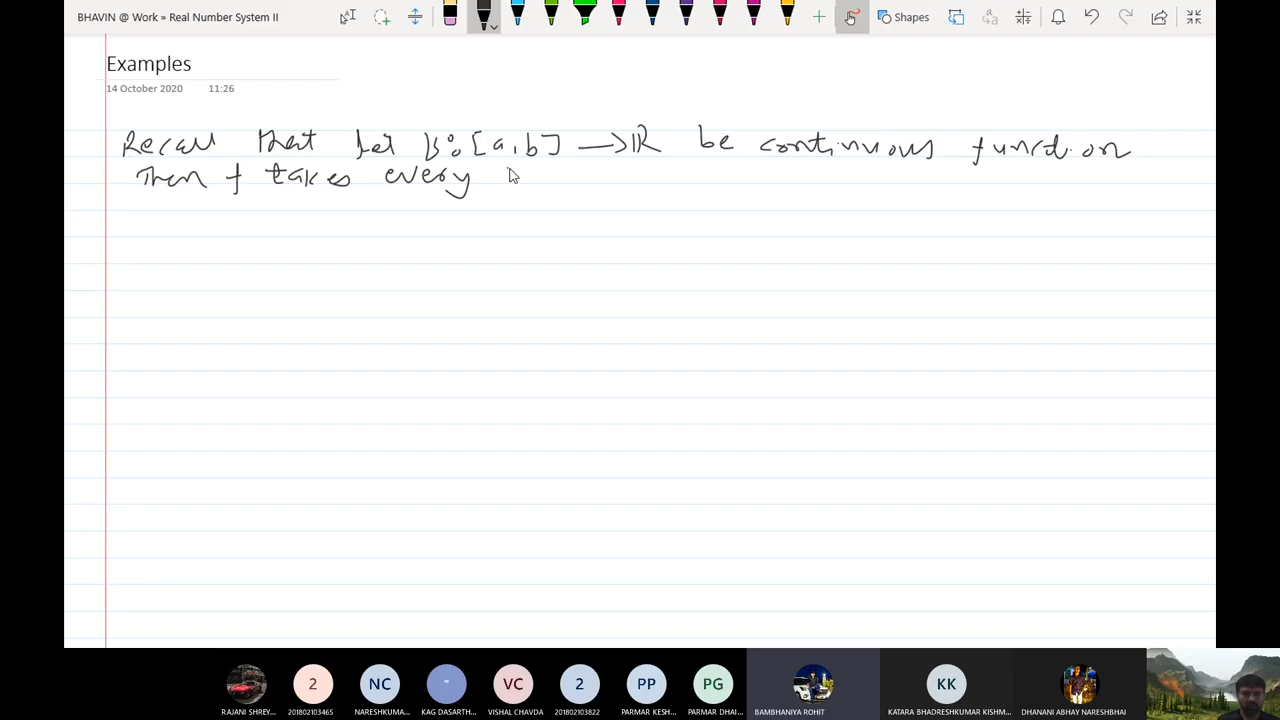 BHAVIN @ Work » Real Number System II
Shapes
Examples
14 October 2020 11:26
Recall that let f: [a,b] → ℝ be continuous function
Then f takes every
2
NC
-
VC
2
PP
PG
KK
RAJANI SHREY...
201802103465
NARESHKUMA...
KAG DASARTH...
VISHAL CHAVDA
201802103822
PARMAR KESH...
PARMAR DHAI...
BAMBHANIYA ROHIT
KATARA BHADRESHKUMAR KISHM...
DHANANI ABHAY NARESHBHAI